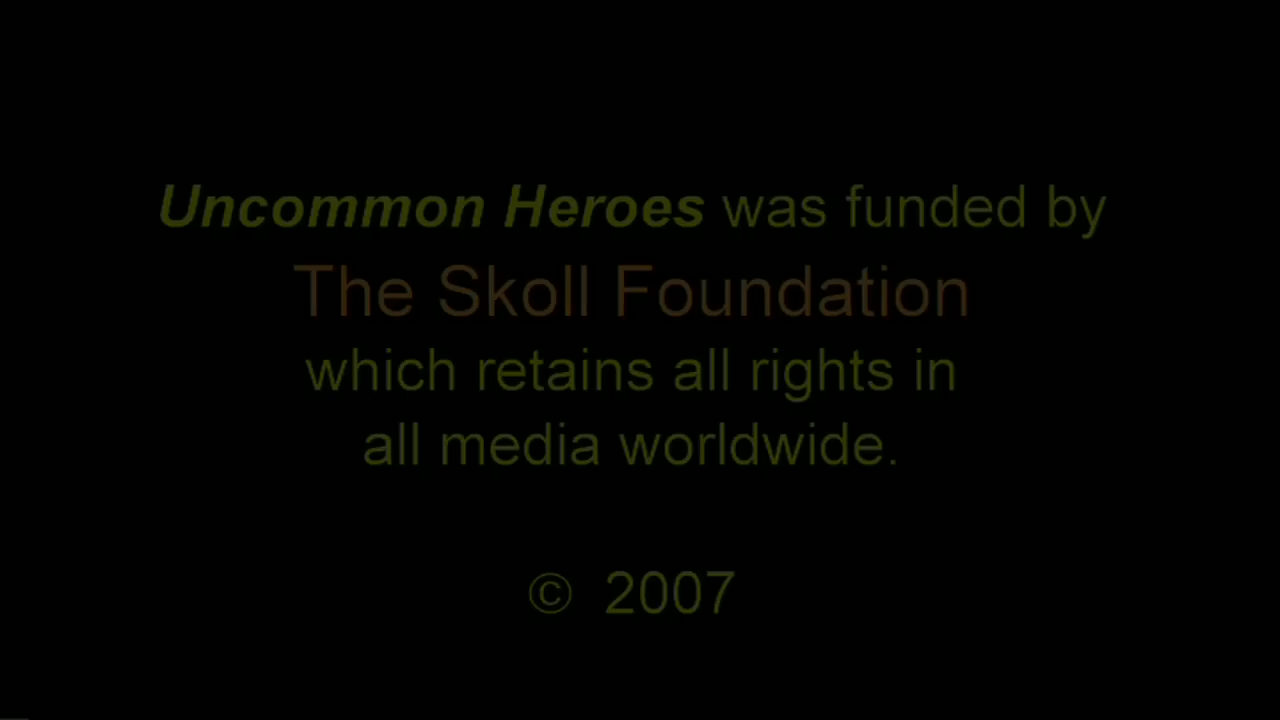 Uncommon Heroes was funded by
The Skoll Foundation
which retains all rights in
all media worldwide.
© 2007